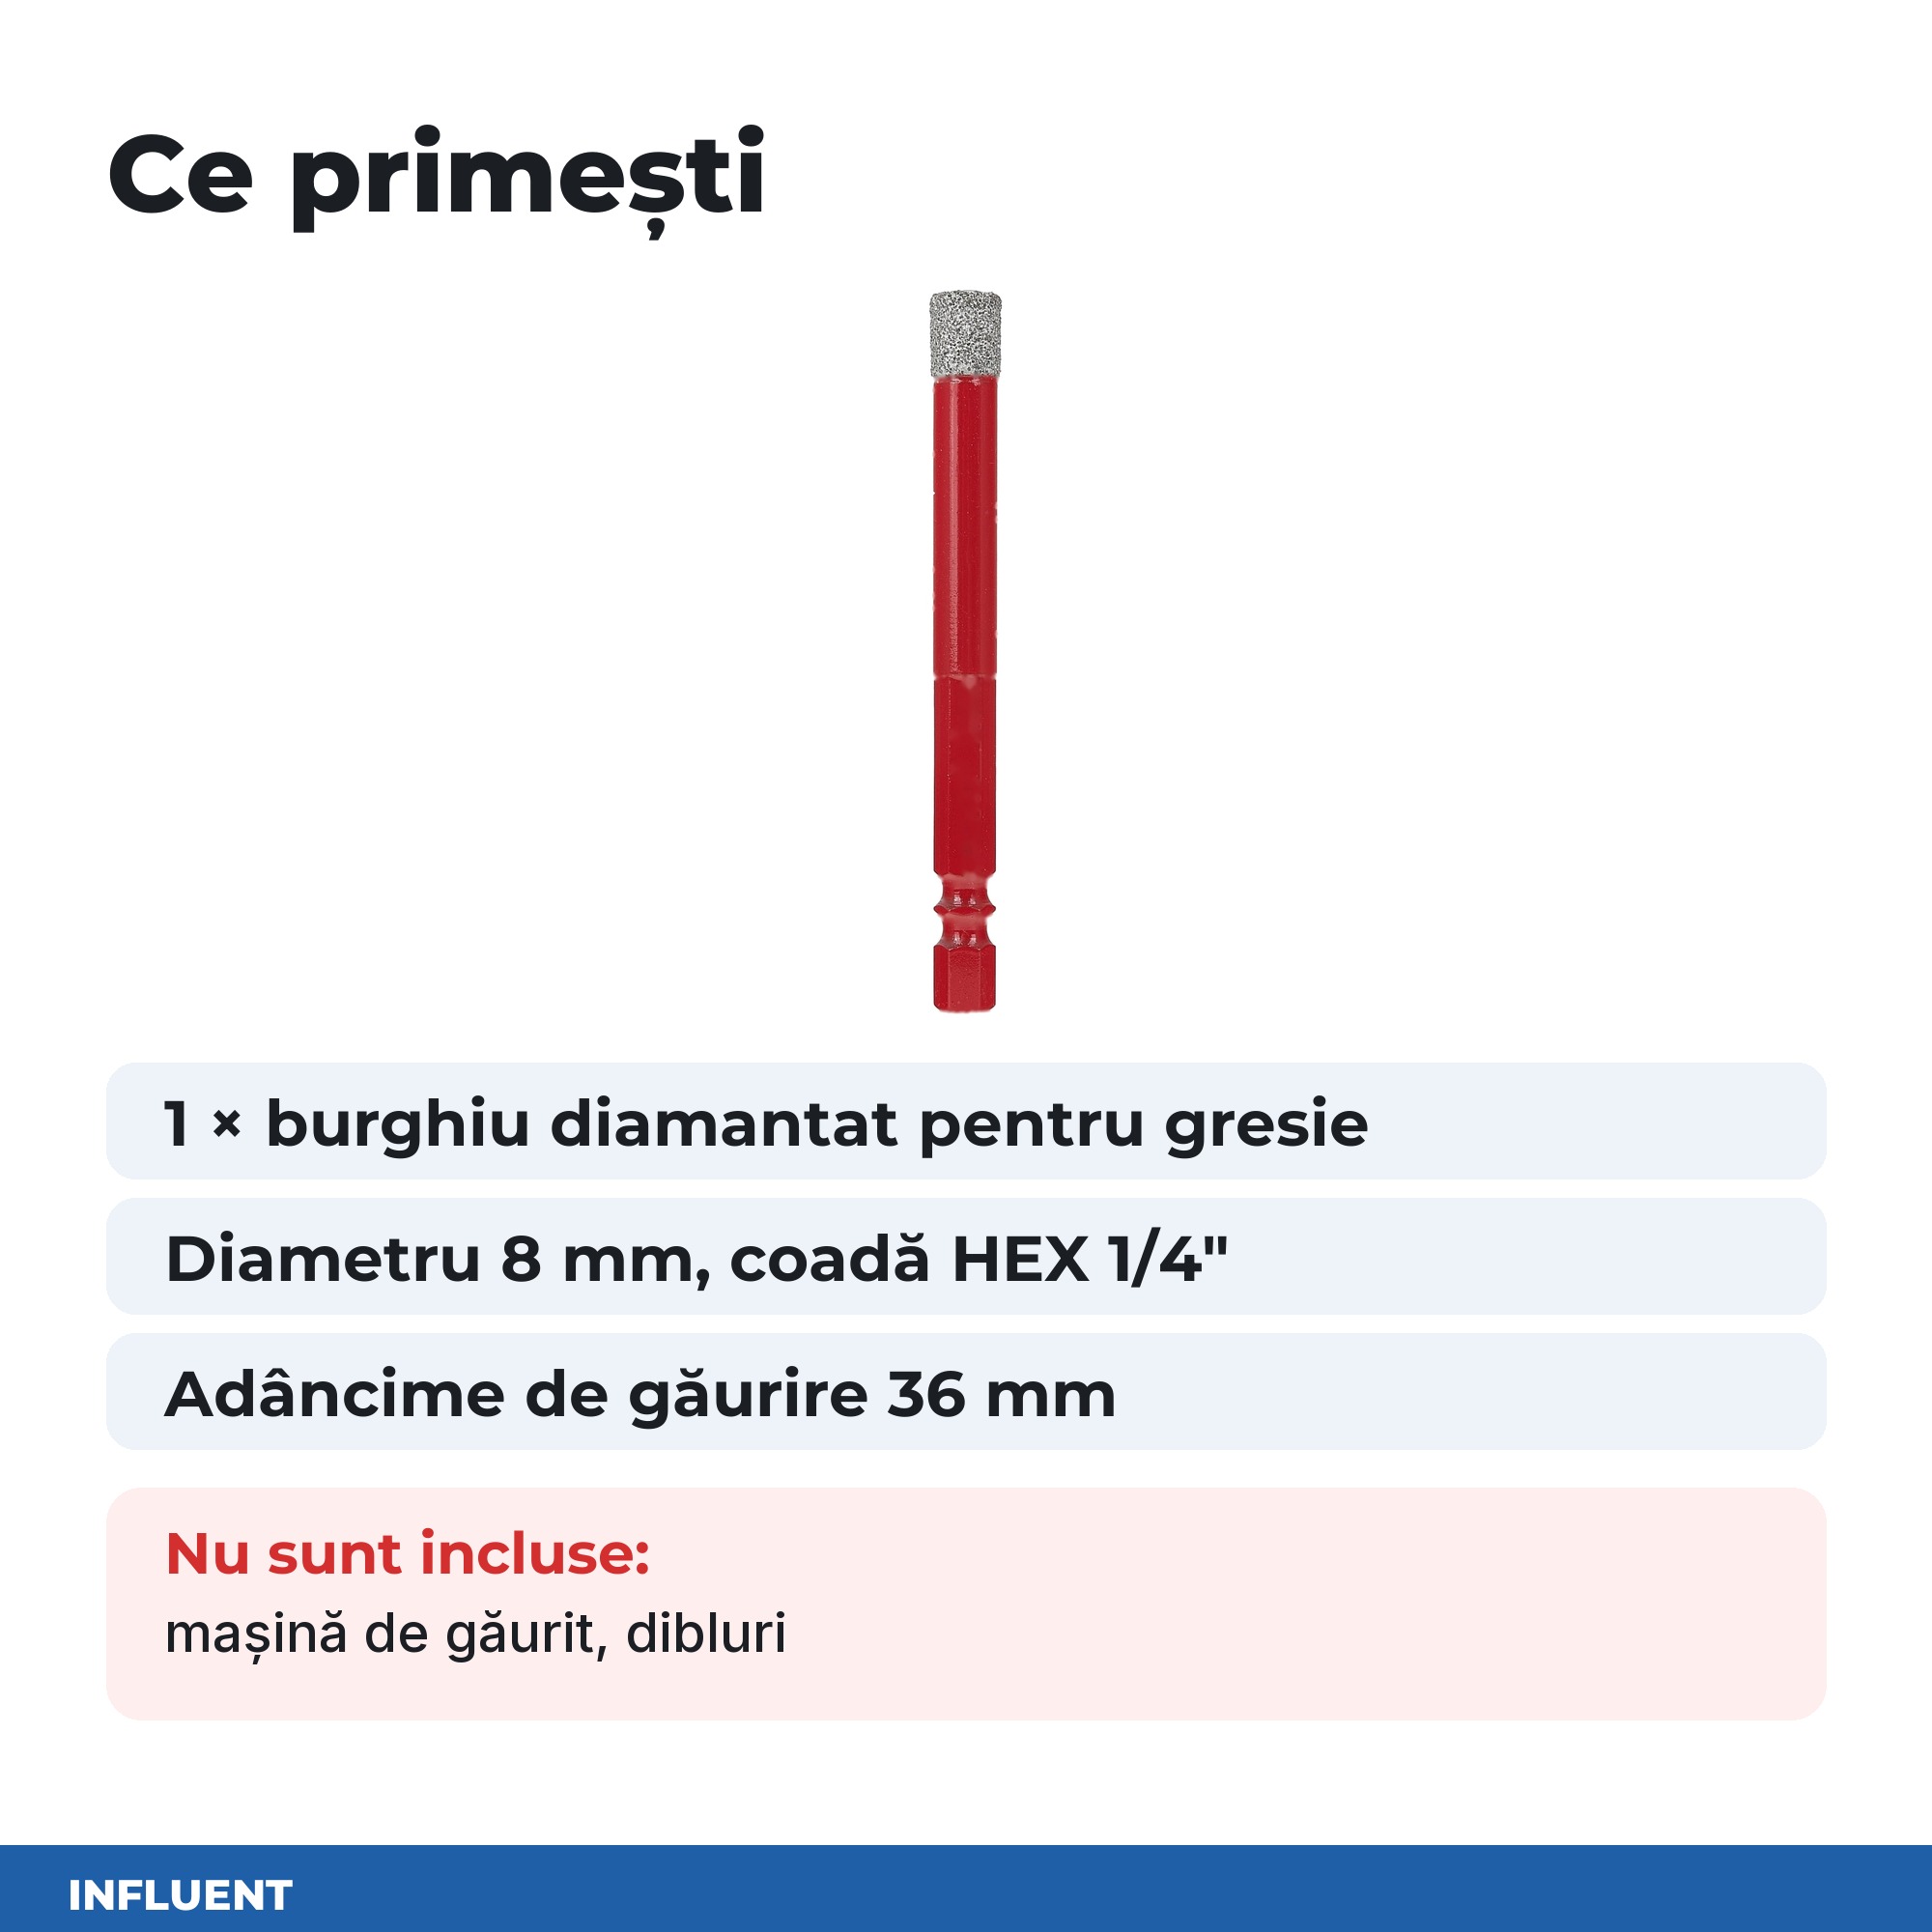 Ce primești
1 × burghiu diamantat pentru gresie
Diametru 8 mm, coadă HEX 1/4"
Adâncime de găurire 36 mm
Nu sunt incluse:
mașină de găurit, dibluri
INFLUENT